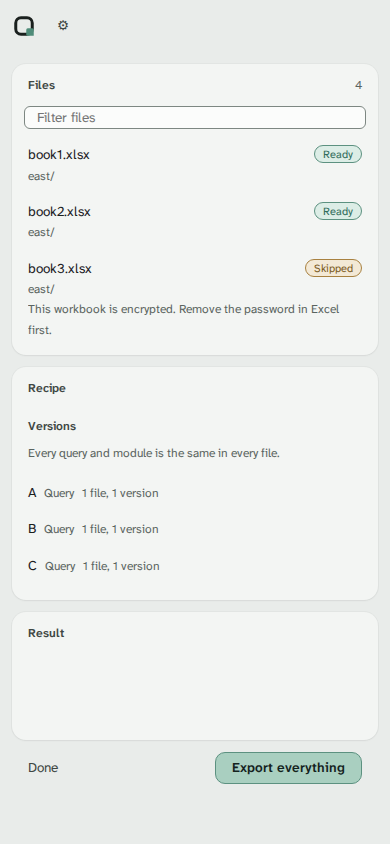 Files 4
Filter files
book1.xlsx Ready
east/
book2.xlsx Ready
east/
book3.xlsx Skipped
east/
This workbook is encrypted. Remove the password in Excel
first.
Recipe
Versions
Every query and module is the same in every file.
A Query 1 file, 1 version
B Query 1 file, 1 version
C Query 1 file, 1 version
Result
Done Export everything